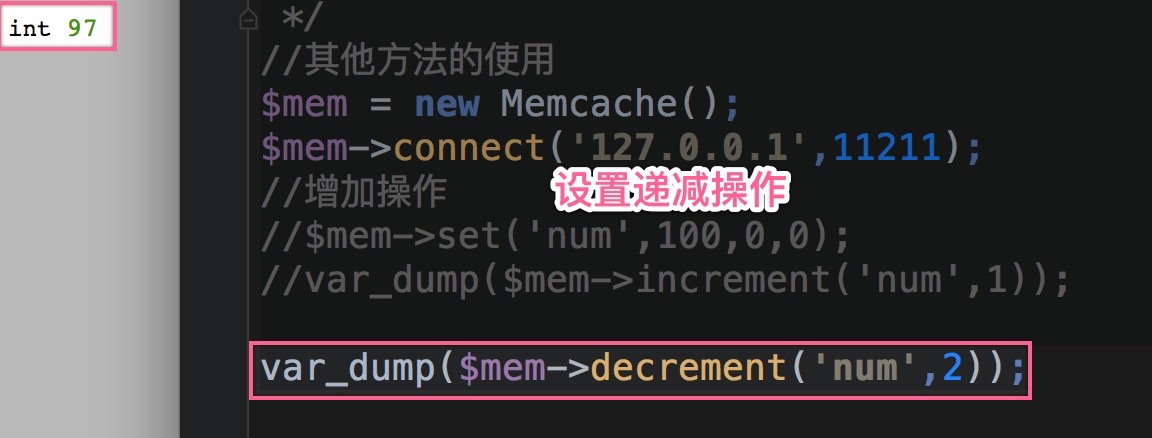 int 97
*/
//其他方法的使用
$mem = new Memcache();
$mem->connect('127.0.0.1',11211);
//增加操作
设置递减操作
//$mem->set('num',100,0,0);
//var_dump($mem->increment('num',1));
var_dump($mem->decrement('num',2));